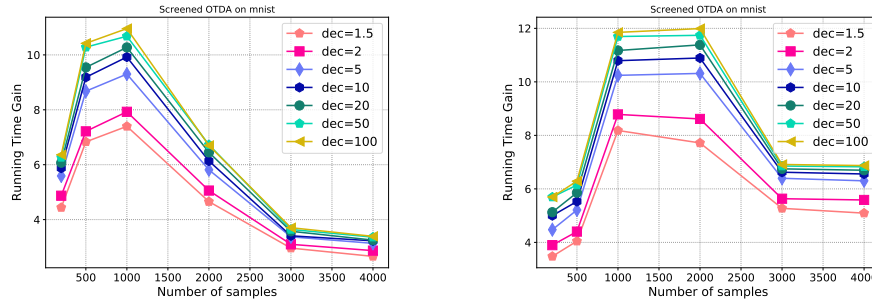 Screened OTDA on mnist
10
8
6
4
Running Time Gain
500 1000 1500 2000 2500 3000 3500 4000
Number of samples
dec=1.5
dec=2
dec=5
dec=10
dec=20
dec=50
dec=100
Screened OTDA on mnist
12
10
8
6
4
Running Time Gain
500 1000 1500 2000 2500 3000 3500 400
Number of samples
dec=1.5
dec=2
dec=5
dec=10
dec=20
dec=50
dec=100